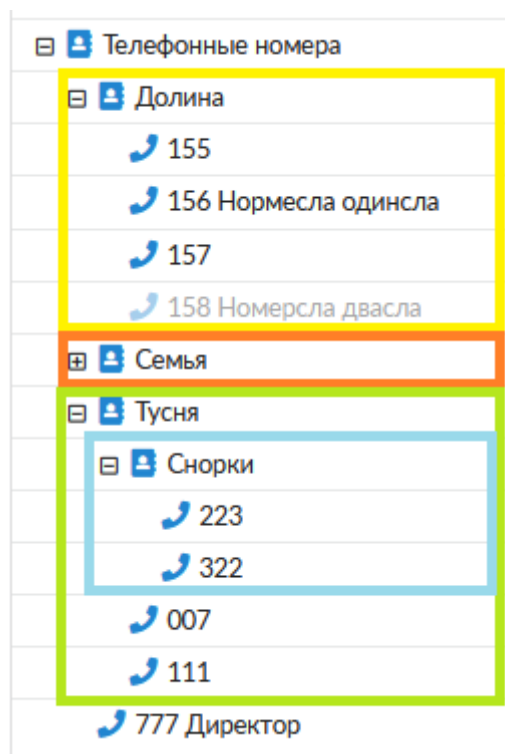 Телефонные номера
Долина
155
156 Нормесла одинсла
157
158 Номерсла двасла
Семья
Тусня
Снорки
223
322
007
111
777 Директор